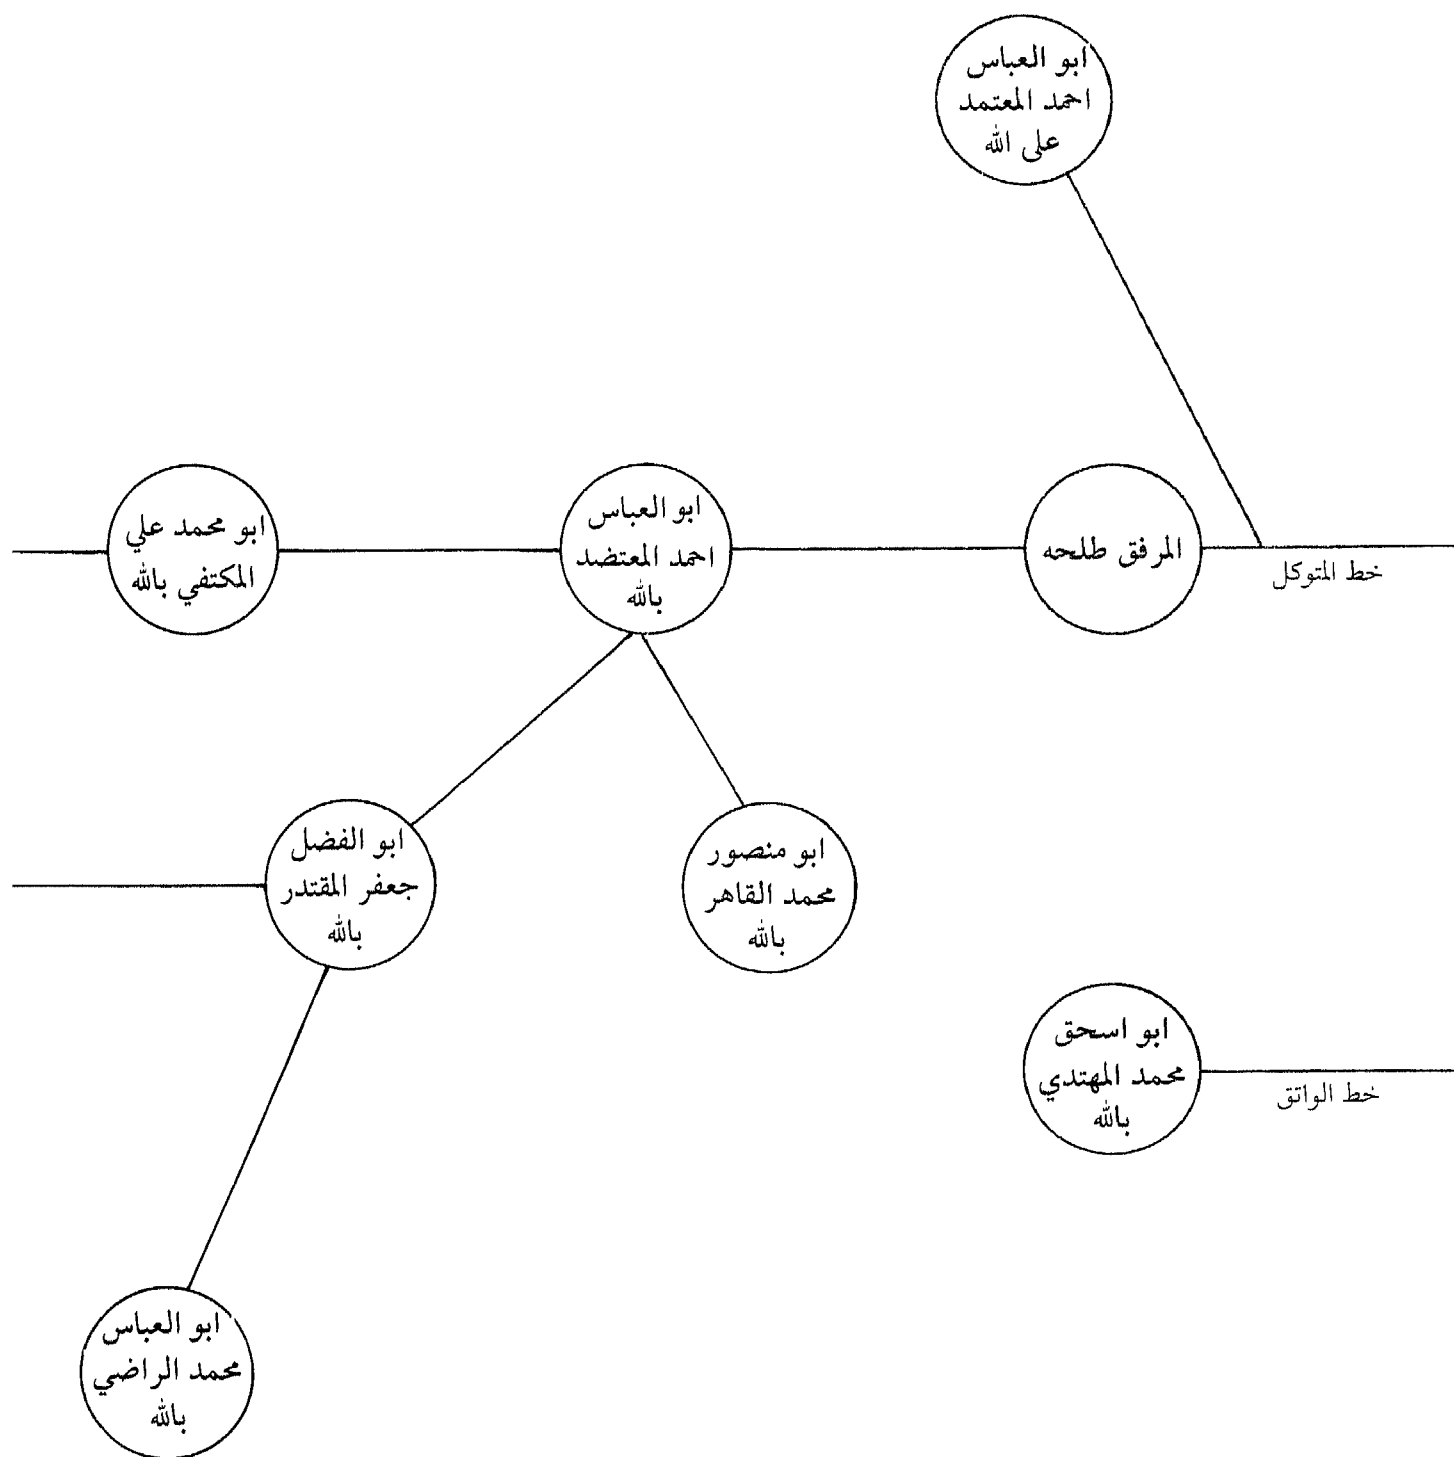 ابو العباس
احمد المعتمد
على الله
المرفق طلحه
خط المتوكل
ابو العباس
احمد المعتضد
بالله
ابو محمد علي
المكتفي بالله
ابو منصور
محمد القاهر
بالله
ابو الفضل
جعفر المقتدر
بالله
ابو اسحق
محمد المهتدي
بالله
خط الواتق
ابو العباس
محمد الراضي
بالله